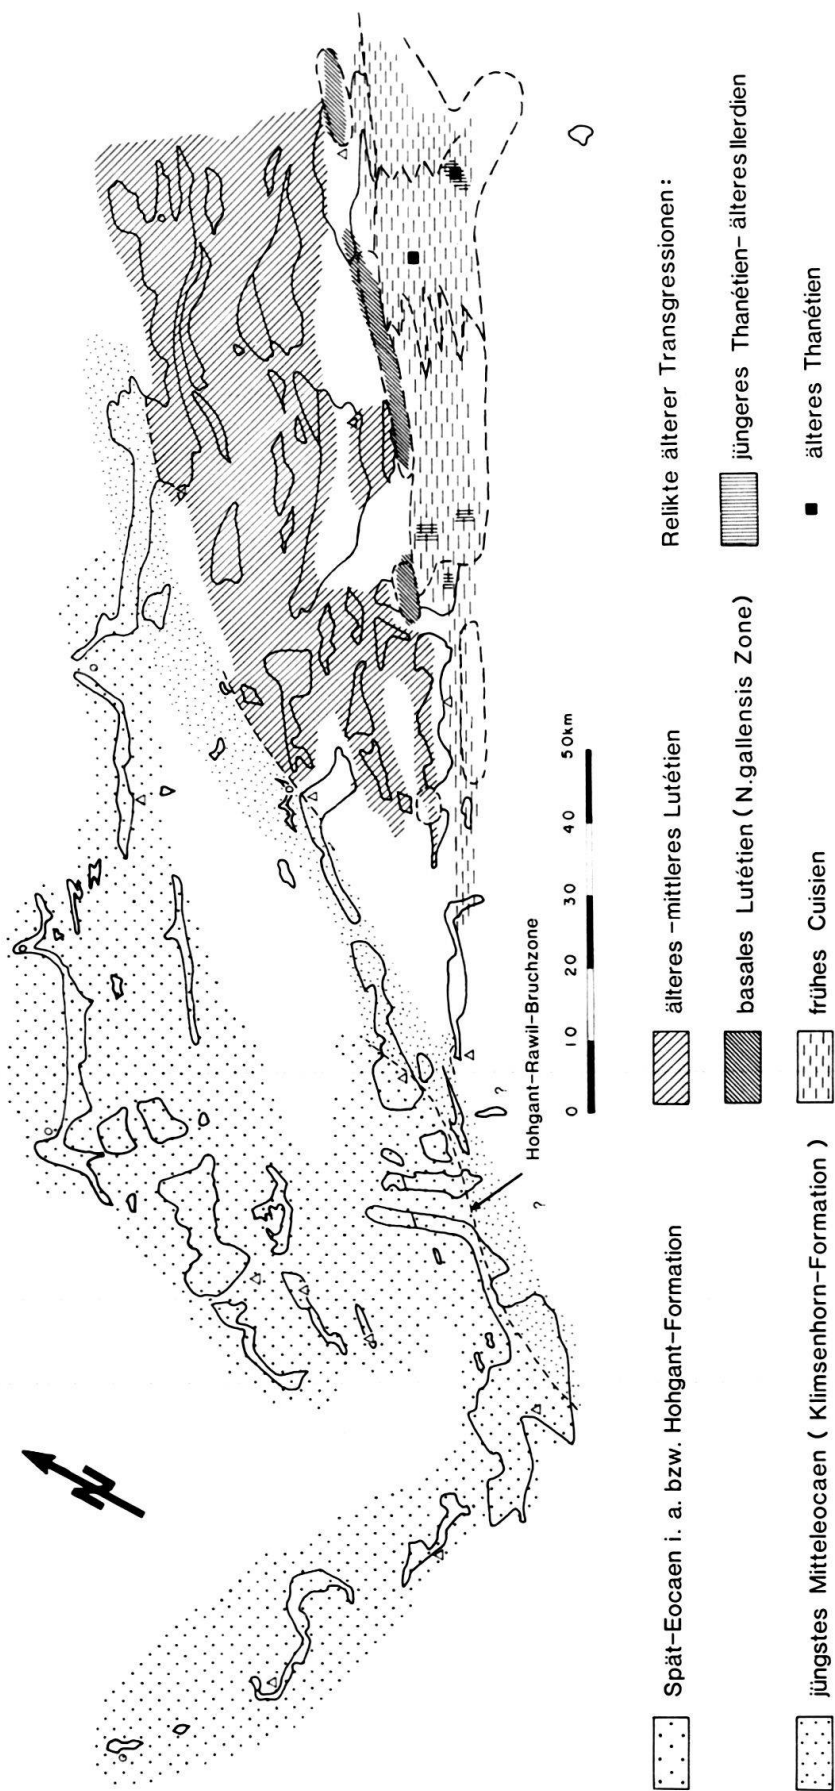 N
?
?
Hohgant-Rawil-Bruchzone
0 10 20 30 40 50km
Spät-Eocaen i. a. bzw. Hohgant-Formation
jüngstes Mitteleocaen ( Klimsenhorn-Formation )
älteres-mittleres Lutétien
basales Lutétien ( N.gallensis Zone)
frühes Cuisien
Relikte älterer Transgressionen:
jüngeres Thanétien-älteres Ilerdien
älteres Thanétien